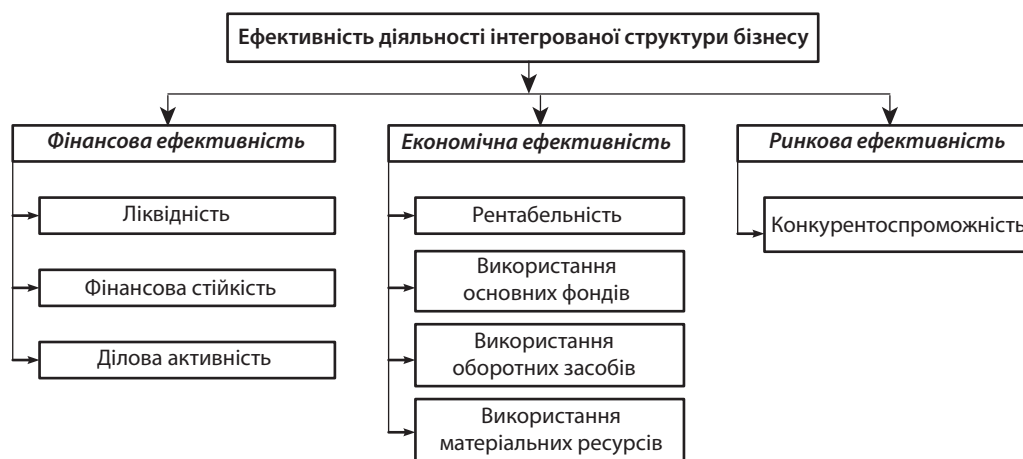 Ефективність діяльності інтегрованої структури бізнесу
Фінансова ефективність
Ліквідність
Фінансова стійкість
Ділова активність
Економічна ефективність
Рентабельність
Використання
основних фондів
Використання
оборотних засобів
Використання
матеріальних ресурсів
Ринкова ефективність
Конкурентоспроможність